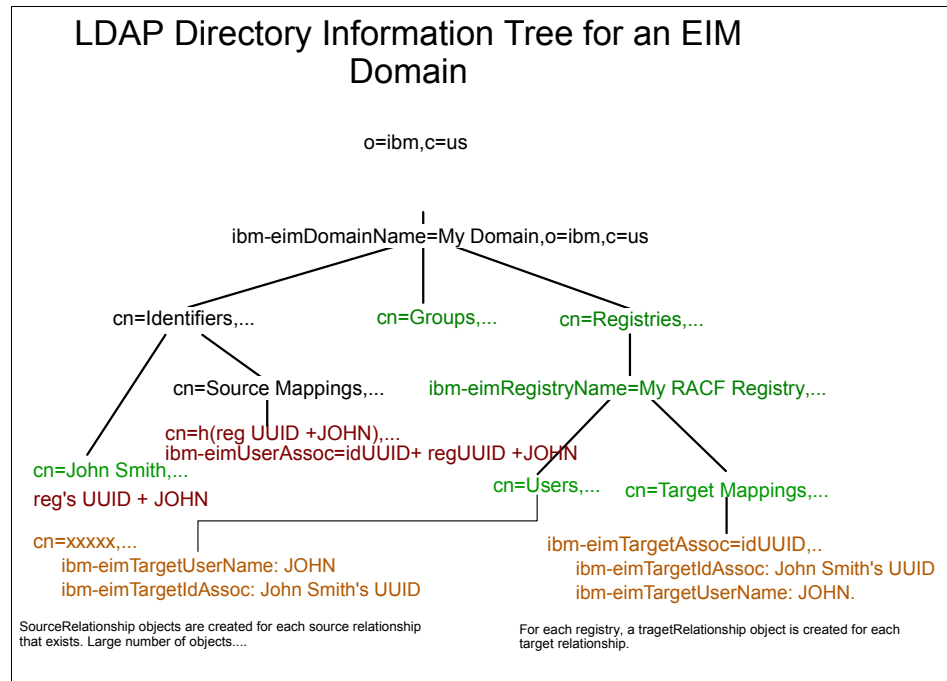 LDAP Directory Information Tree for an EIM
Domain
o=ibm,c=us
ibm-eimDomainName=My Domain,o=ibm,c=us
cn=Identifiers,...
cn=Groups,...
cn=Registries,...
cn=Source Mappings,...
ibm-eimRegistryName=My RACF Registry,...
cn=h(reg UUID +JOHN),...
ibm-eimUserAssoc=idUUID+ regUUID +JOHN
cn=John Smith,...
reg's UUID + JOHN
cn=Users,...
cn=Target Mappings,...
cn=xxxxx,...
ibm-eimTargetUserName: JOHN
ibm-eimTargetIdAssoc: John Smith's UUID
ibm-eimTargetAssoc=idUUID,..
ibm-eimTargetIdAssoc: John Smith's UUID
ibm-eimTargetUserName: JOHN.
SourceRelationship objects are created for each source relationship
that exists. Large number of objects....
For each registry, a tragetRelationship object is created for each
target relationship.